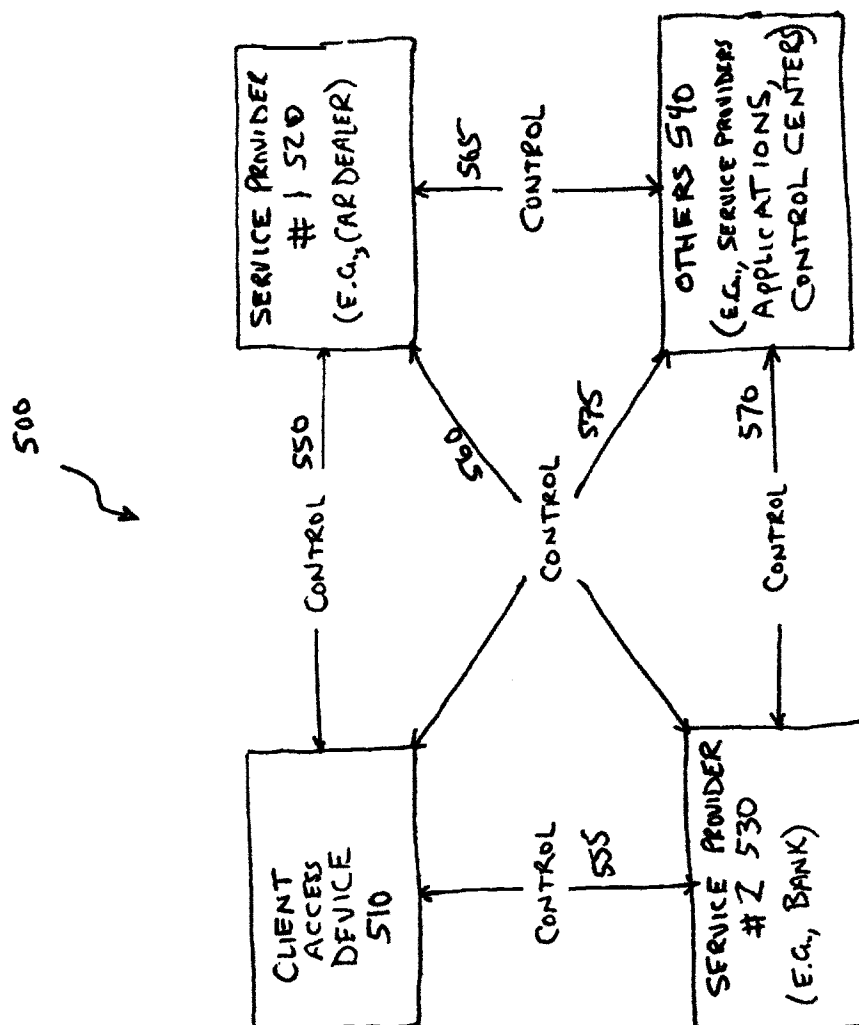 500
CLIENT
ACCESS
DEVICE
510
CONTROL 550
SERVICE PROVIDER
# 1 520
(E.G., CAR DEALER)
CONTROL
555
560
CONTROL
575
565
CONTROL
SERVICE PROVIDER
#2 530
(E.G., BANK)
CONTROL 570
OTHERS 540
(E.G., SERVICE PROVIDERS
APPLICATIONS,
CONTROL CENTERS)